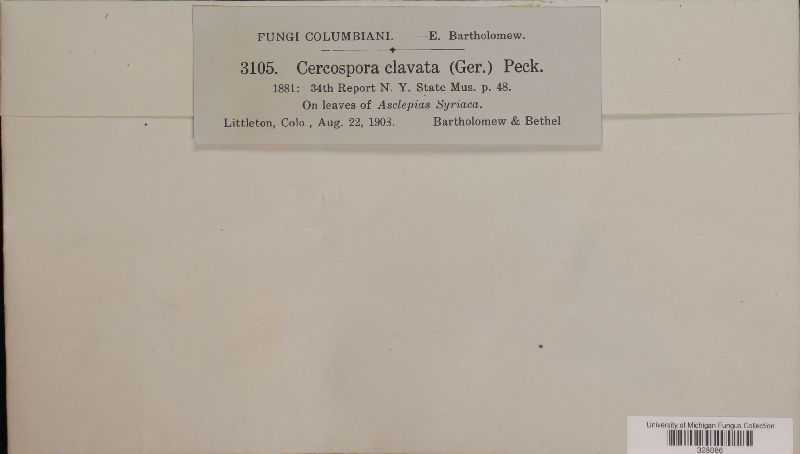 FUNGI COLUMBIANI. — E. Bartholomew.
3105. Cercospora clavata (Ger.) Peck.
1881: 34th Report N. Y. State Mus. p. 48.
On leaves of Asclepias Syriaca.
Littleton, Colo., Aug. 22, 1903. Bartholomew & Bethel
University of Michigan Fungus Collection
328086